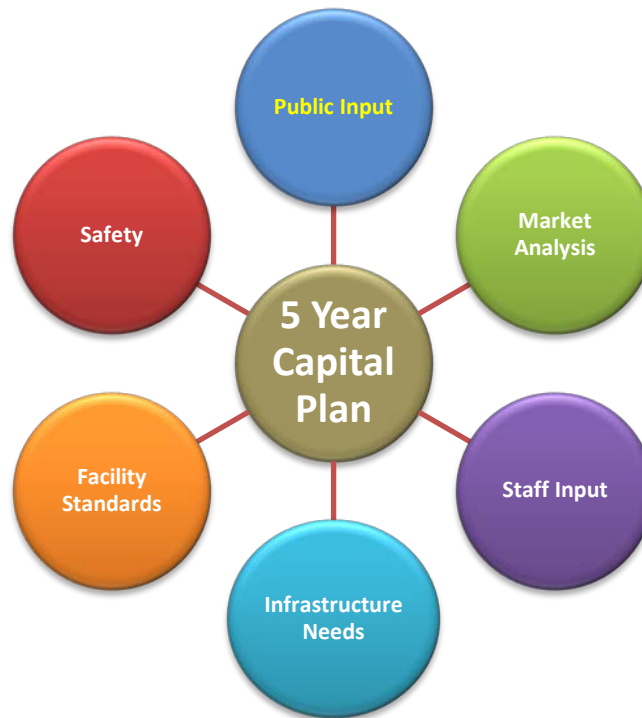 Public Input
Safety
Market
Analysis
5 Year
Capital
Plan
Facility
Standards
Staff Input
Infrastructure
Needs